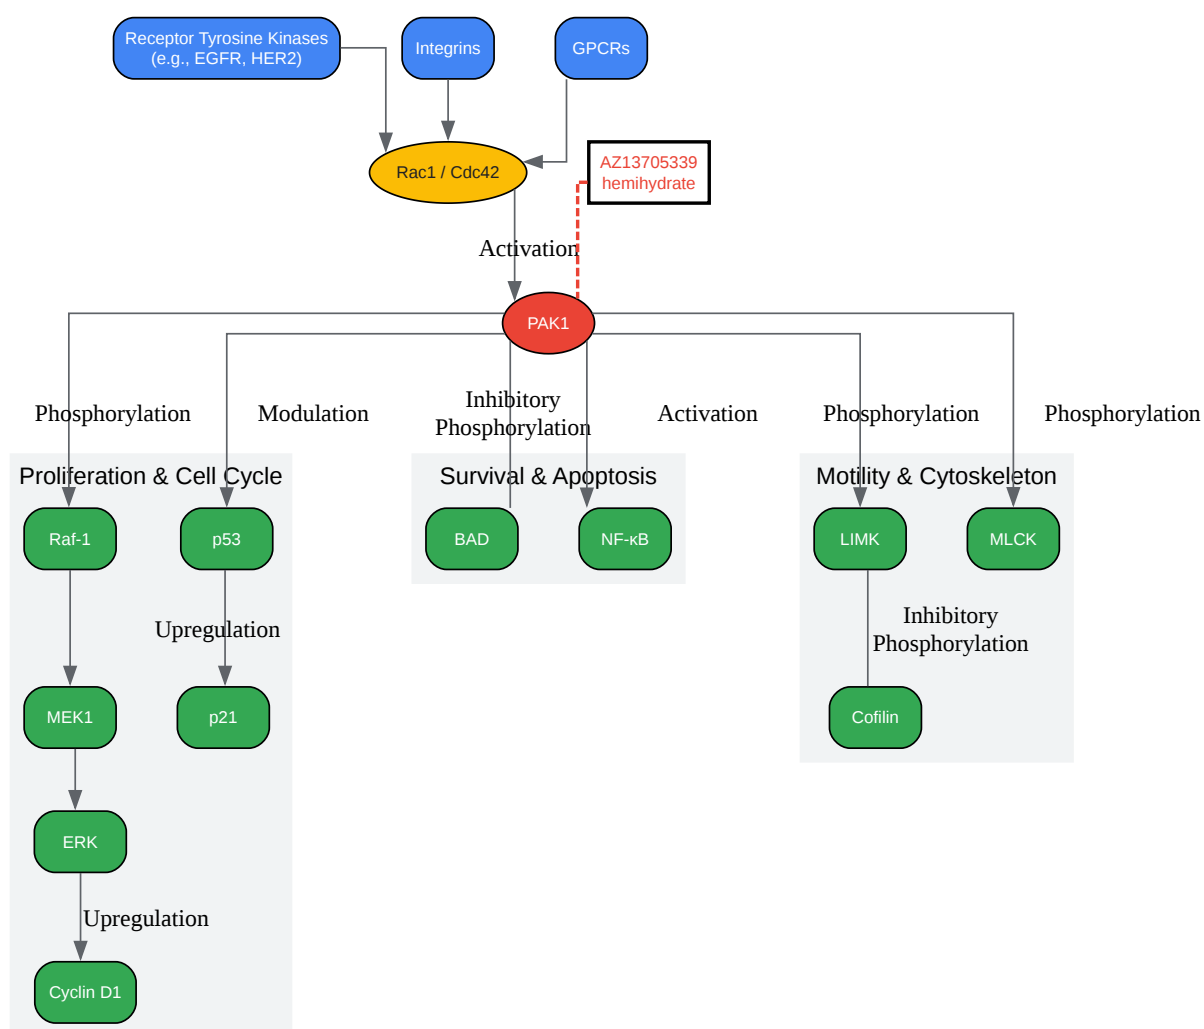 Receptor Tyrosine Kinases
(e.g., EGFR, HER2)
Integrins
GPCRs
Rac1 / Cdc42
AZ13705339
hemihydrate
Activation
PAK1
Phosphorylation
Modulation
Inhibitory
Phosphorylation
Activation
Phosphorylation
Phosphorylation
Proliferation & Cell Cycle
Survival & Apoptosis
Motility & Cytoskeleton
Raf-1
p53
BAD
NF-κB
LIMK
MLCK
Upregulation
Inhibitory
Phosphorylation
MEK1
p21
Cofilin
ERK
Upregulation
Cyclin D1